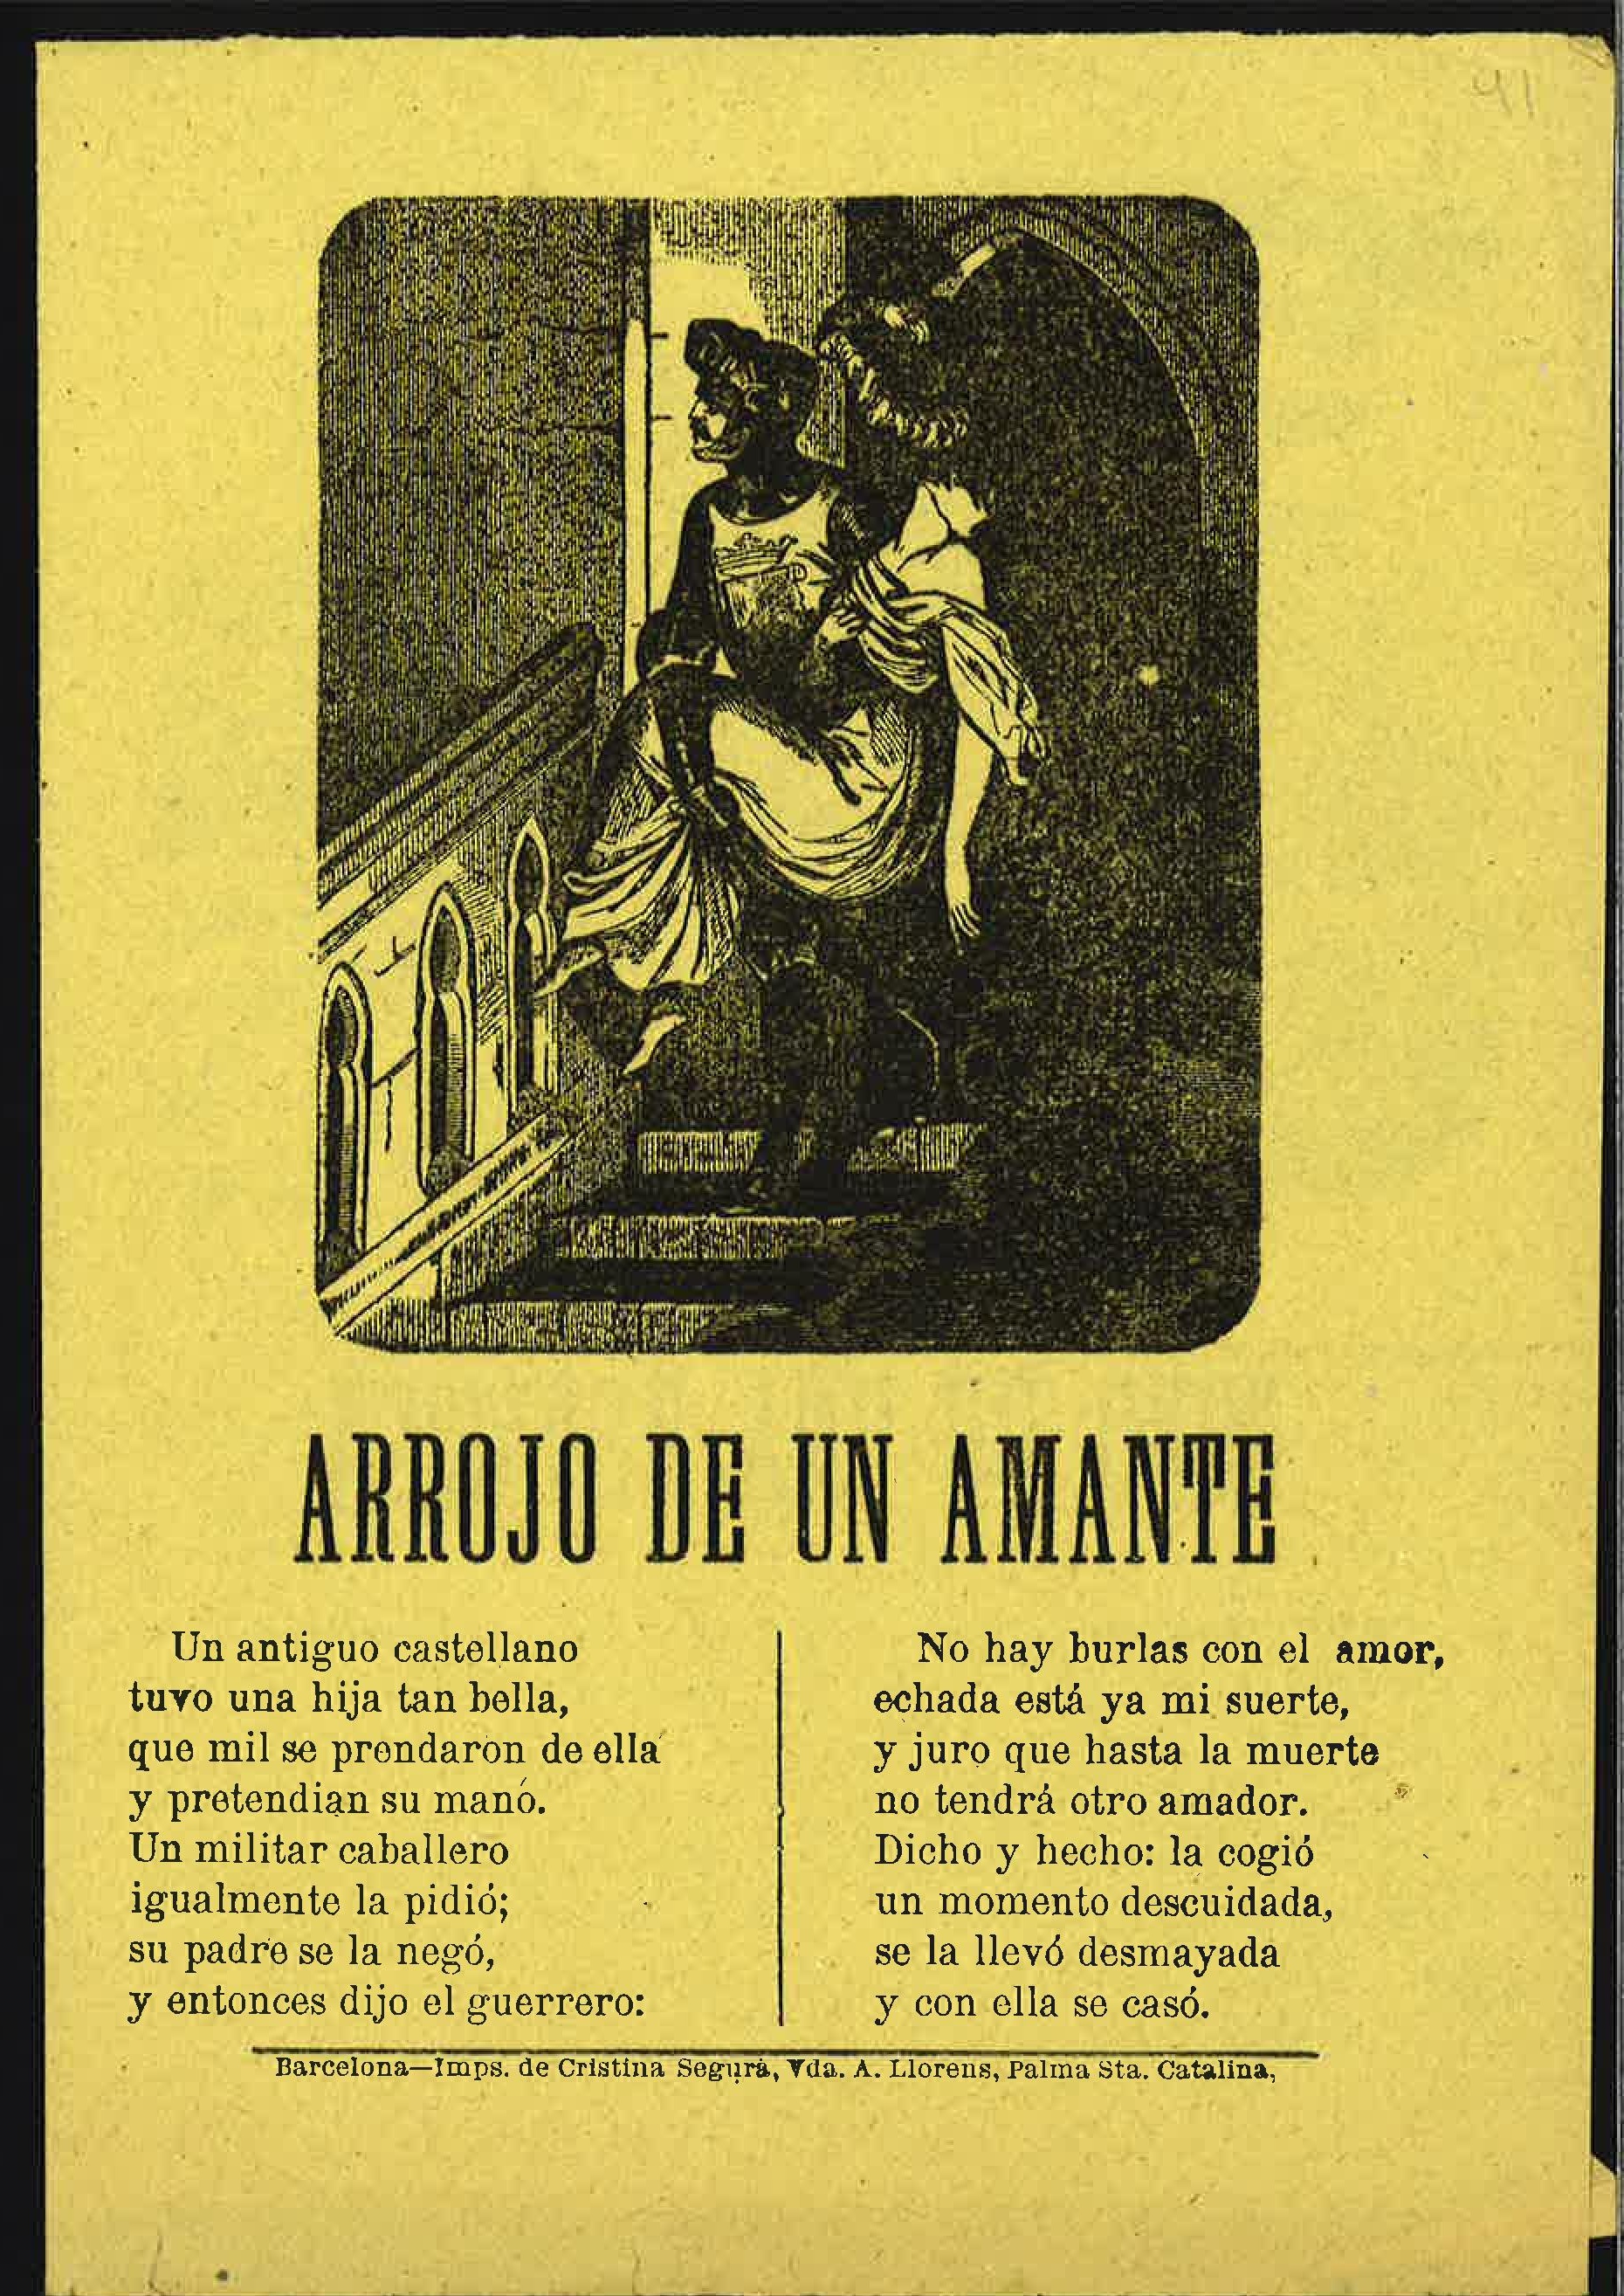 41
ARROJO DE UN AMANTE
Un antiguo castellano
tuvo una hija tan bella,
que mil se prendaron de ella
y pretendian su mano.
Un militar caballero
igualmente la pidió;
su padre se la negó,
y entonces dijo el guerrero:
No hay burlas con el amor,
echada está ya mi suerte,
y juro que hasta la muerte
no tendrá otro amador.
Dicho y hecho: la cogió
un momento descuidada,
se la llevó desmayada
y con ella se casó.
Barcelona—Imps. de Cristina Segura, Vda. A. Llorens, Palma Sta. Catalina,